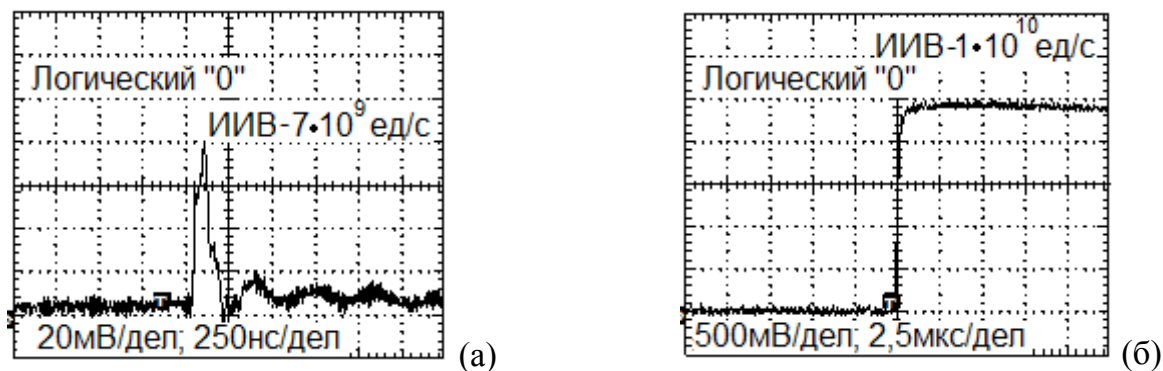 Логический "0"
ИИВ-7•10⁹ ед/с
20мВ/дел; 250нс/дел
(а)
ИИВ-1•10¹⁰ ед/с
Логический "0"
500мВ/дел; 2,5мкс/дел
(б)